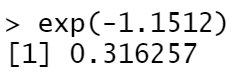 > exp(-1.1512)
[1] 0.316257